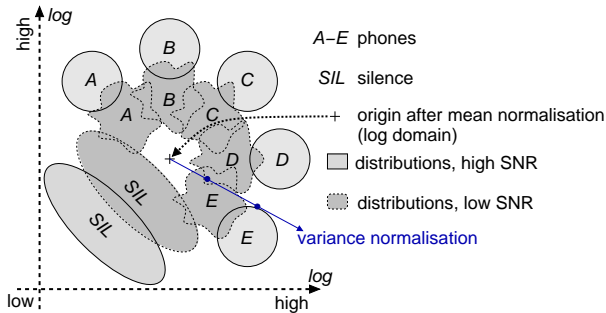 log
high
A–E phones
SIL silence
+ origin after mean normalisation
(log domain)
distributions, high SNR
distributions, low SNR
variance normalisation
A
B
C
D
E
SIL
A
B
C
D
E
SIL
log
low
high